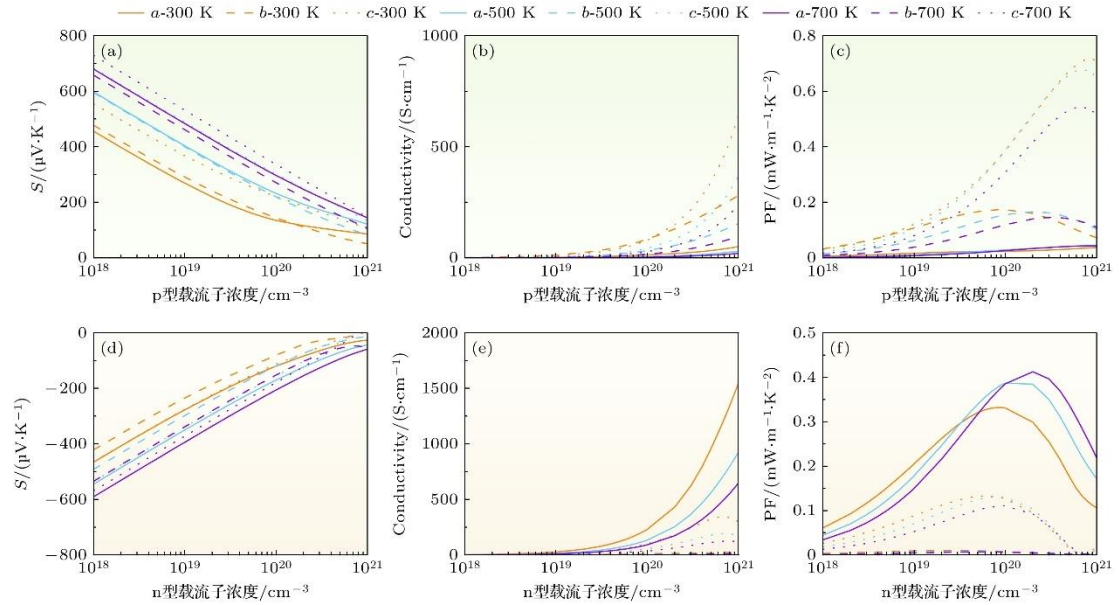 a-300 K b-300 K c-300 K a-500 K b-500 K c-500 K a-700 K b-700 K c-700 K
(a)
S/(μV·K⁻¹)
800
600
400
200
0
10¹⁸ 10¹⁹ 10²⁰ 10²¹
p型载流子浓度/cm⁻³
(b)
Conductivity/(S·cm⁻¹)
1000
500
0
10¹⁸ 10¹⁹ 10²⁰ 10²¹
p型载流子浓度/cm⁻³
(c)
PF/(mW·m⁻¹·K⁻²)
0.8
0.6
0.4
0.2
0
10¹⁸ 10¹⁹ 10²⁰ 10²¹
p型载流子浓度/cm⁻³
(d)
S/(μV·K⁻¹)
0
−200
−400
−600
−800
10¹⁸ 10¹⁹ 10²⁰ 10²¹
n型载流子浓度/cm⁻³
(e)
Conductivity/(S·cm⁻¹)
2000
1500
1000
500
0
10¹⁸ 10¹⁹ 10²⁰ 10²¹
n型载流子浓度/cm⁻³
(f)
PF/(mW·m⁻¹·K⁻²)
0.5
0.4
0.3
0.2
0.1
0
10¹⁸ 10¹⁹ 10²⁰ 10²¹
n型载流子浓度/cm⁻³